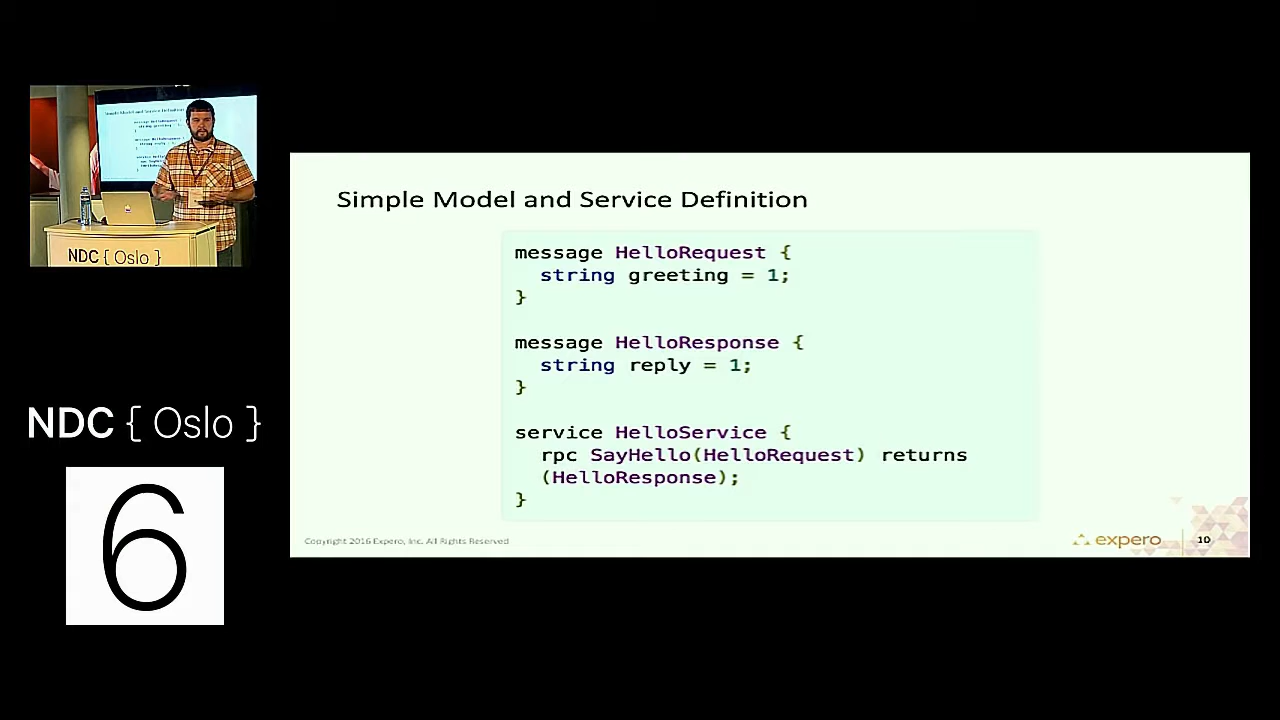 Simple Model and Service Definition
message HelloRequest {
string greeting = 1;
}
message HelloResponse {
string reply = 1;
}
service HelloService {
rpc SayHello(HelloRequest) returns
(HelloResponse);
}
Copyright 2016 Expero, Inc. All Rights Reserved
expero
10
NDC { Oslo }
NDC { Oslo }
6